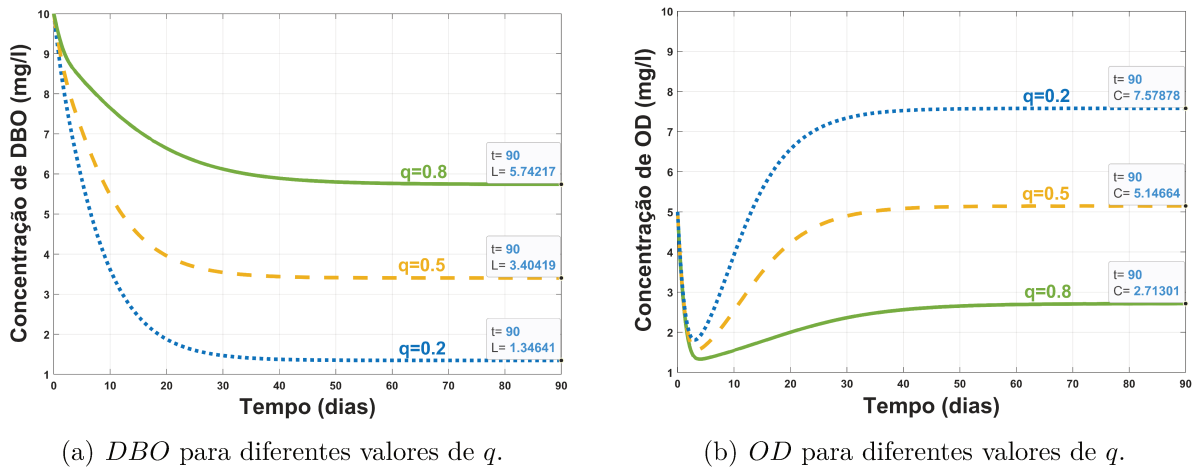 10
9
8
7
6
5
4
3
2
1
Concentração de DBO (mg/l)
q=0.8
t= 90
L= 5.74217
q=0.5
t= 90
L= 3.40419
q=0.2
t= 90
L= 1.34641
0 10 20 30 40 50 60 70 80 90
Tempo (dias)
(a) DBO para diferentes valores de q.
10
9
8
7
6
5
4
3
2
1
Concentração de OD (mg/l)
q=0.2
t= 90
C= 7.57878
q=0.5
t= 90
C= 5.14664
q=0.8
t= 90
C= 2.71301
0 10 20 30 40 50 60 70 80 90
Tempo (dias)
(b) OD para diferentes valores de q.